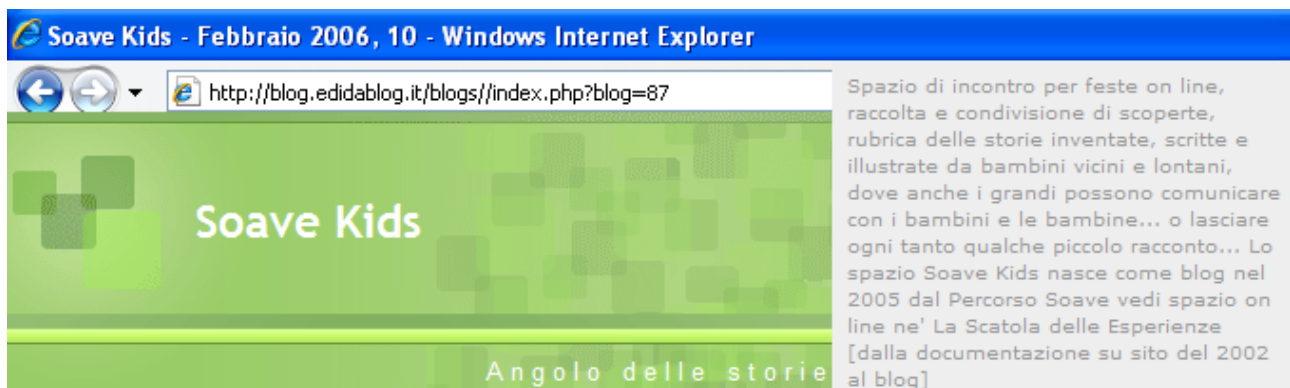 Soave Kids - Febbraio 2006, 10 - Windows Internet Explorer
http://blog.edidablog.it/blogs//index.php?blog=87
Soave Kids
Angolo delle storie
Spazio di incontro per feste on line,
raccolta e condivisione di scoperte,
rubrica delle storie inventate, scritte e
illustrate da bambini vicini e lontani,
dove anche i grandi possono comunicare
con i bambini e le bambine... o lasciare
ogni tanto qualche piccolo racconto... Lo
spazio Soave Kids nasce come blog nel
2005 dal Percorso Soave vedi spazio on
line ne' La Scatola delle Esperienze
[dalla documentazione su sito del 2002
al blog]